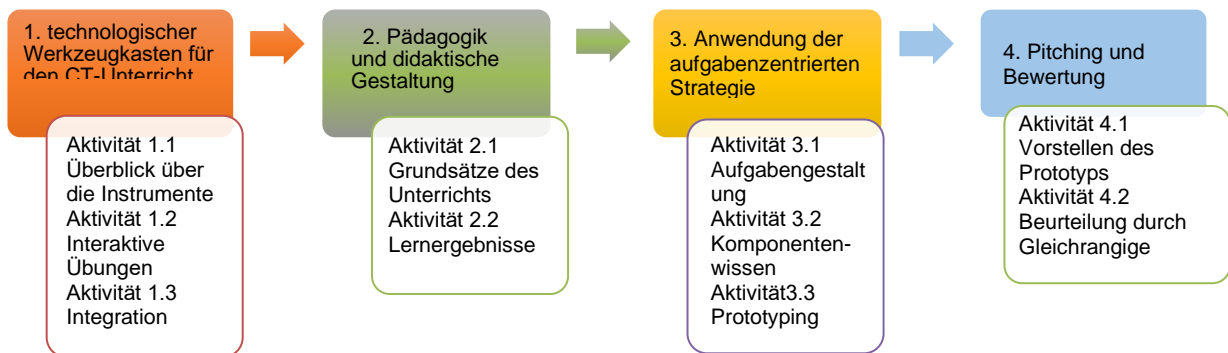 1. technologischer
Werkzeugkasten für
den CT-Unterricht
Aktivität 1.1
Überblick über
die Instrumente
Aktivität 1.2
Interaktive
Übungen
Aktivität 1.3
Integration
2. Pädagogik
und didaktische
Gestaltung
Aktivität 2.1
Grundsätze des
Unterrichts
Aktivität 2.2
Lernergebnisse
3. Anwendung der
aufgabenzentrierten
Strategie
Aktivität 3.1
Aufgabengestalt
ung
Aktivität 3.2
Komponenten-
wissen
Aktivität3.3
Prototyping
4. Pitching und
Bewertung
Aktivität 4.1
Vorstellen des
Prototyps
Aktivität 4.2
Beurteilung durch
Gleichrangige